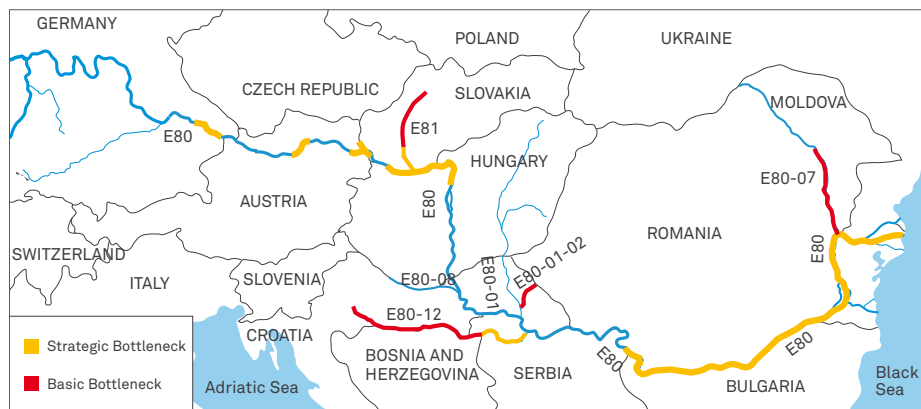 GERMANY
POLAND
UKRAINE
CZECH REPUBLIC
SLOVAKIA
MOLDOVA
E80
E81
HUNGARY
E80-07
AUSTRIA
E80
ROMANIA
E80
SWITZERLAND
ITALY
SLOVENIA
E80-08
E80-01
E80-01-02
E80-12
CROATIA
Strategic Bottleneck
Basic Bottleneck
BOSNIA AND
HERZEGOVINA
SERBIA
E80
E80
BULGARIA
Adriatic Sea
Black
Sea